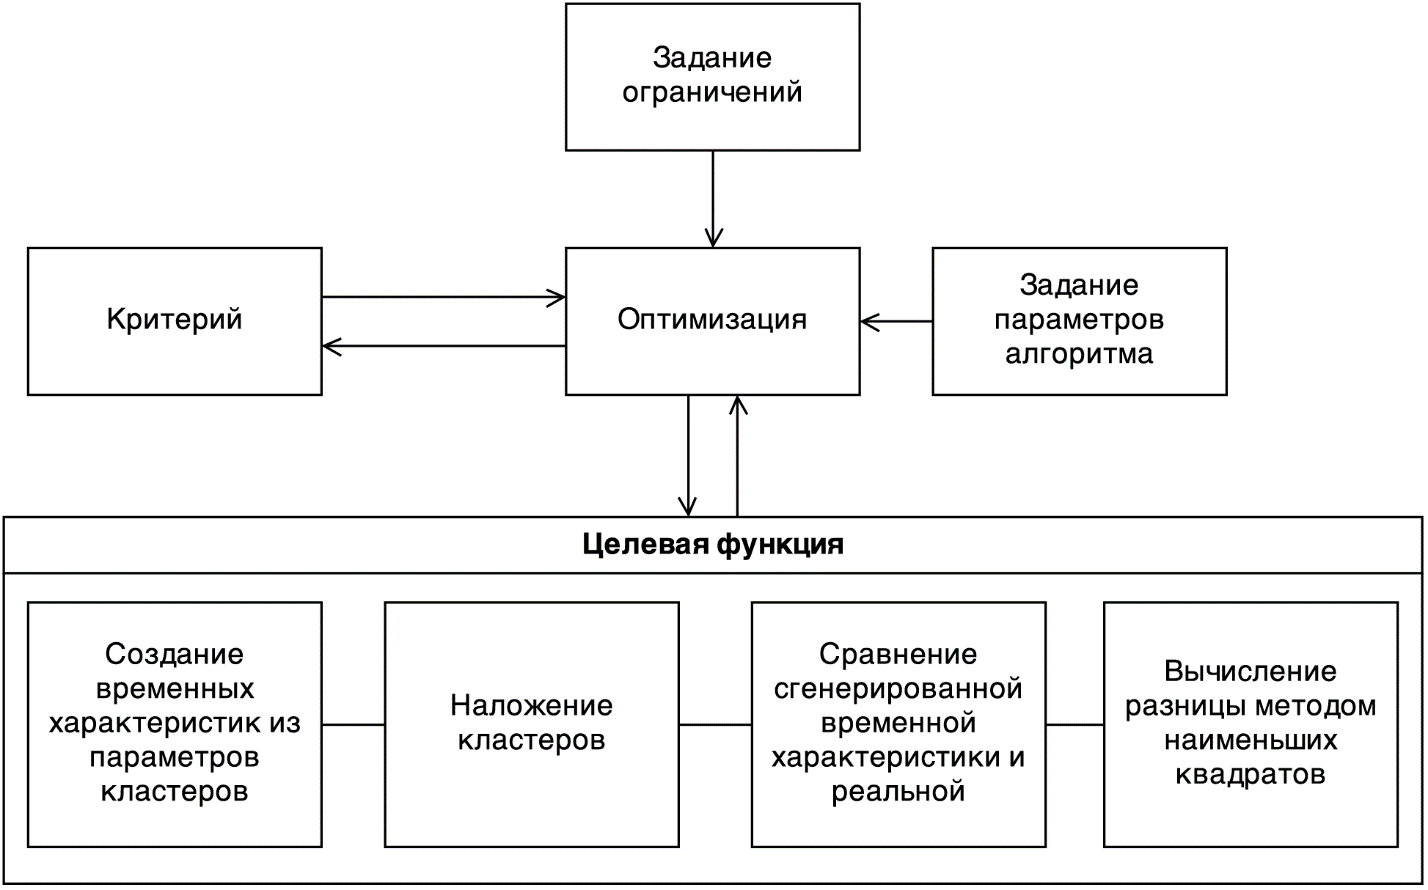 Задание
ограничений
Критерий
Оптимизация
Задание
параметров
алгоритма
Целевая функция
Создание
временных
характеристик из
параметров
кластеров
Наложение
кластеров
Сравнение
сгенерированной
временной
характеристики и
реальной
Вычисление
разницы методом
наименьших
квадратов